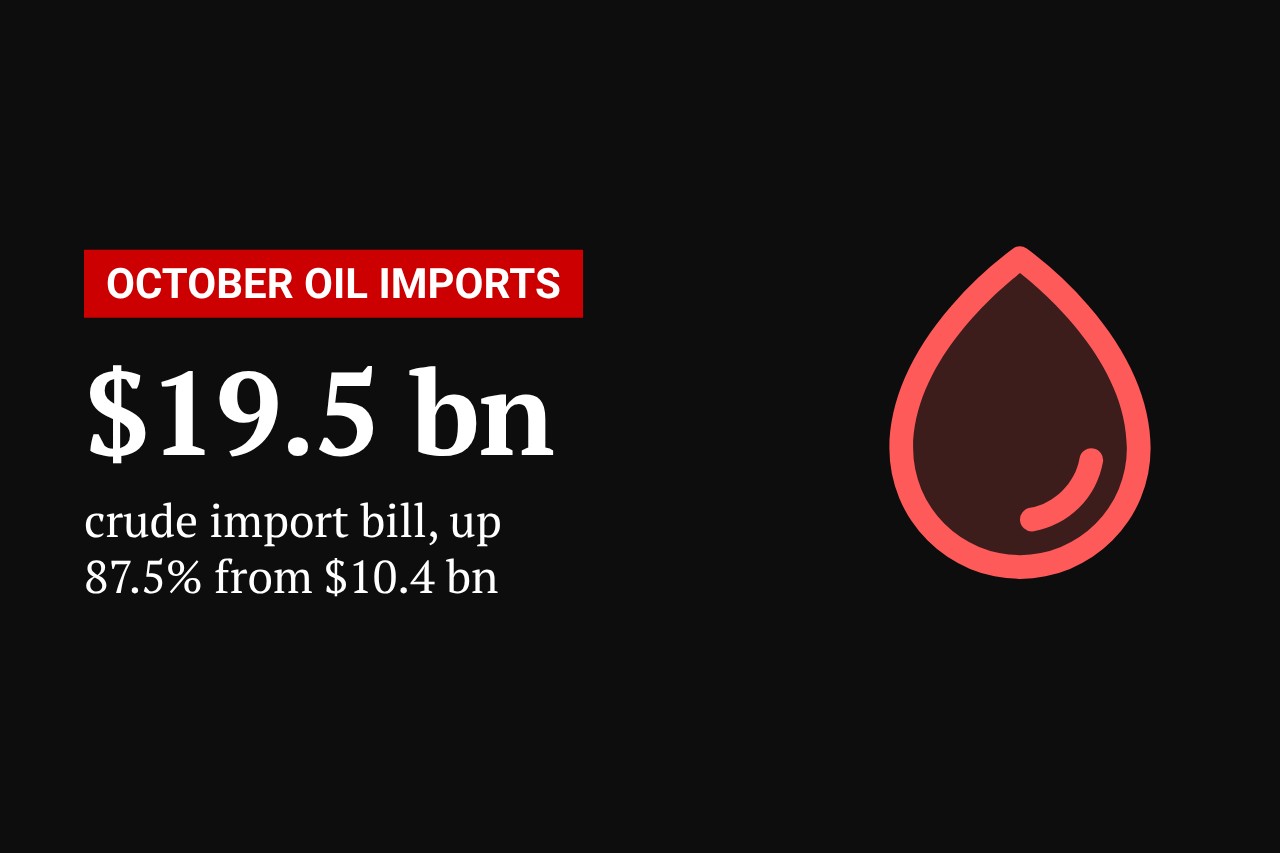 OCTOBER OIL IMPORTS
$19.5 bn
crude import bill, up
87.5% from $10.4 bn